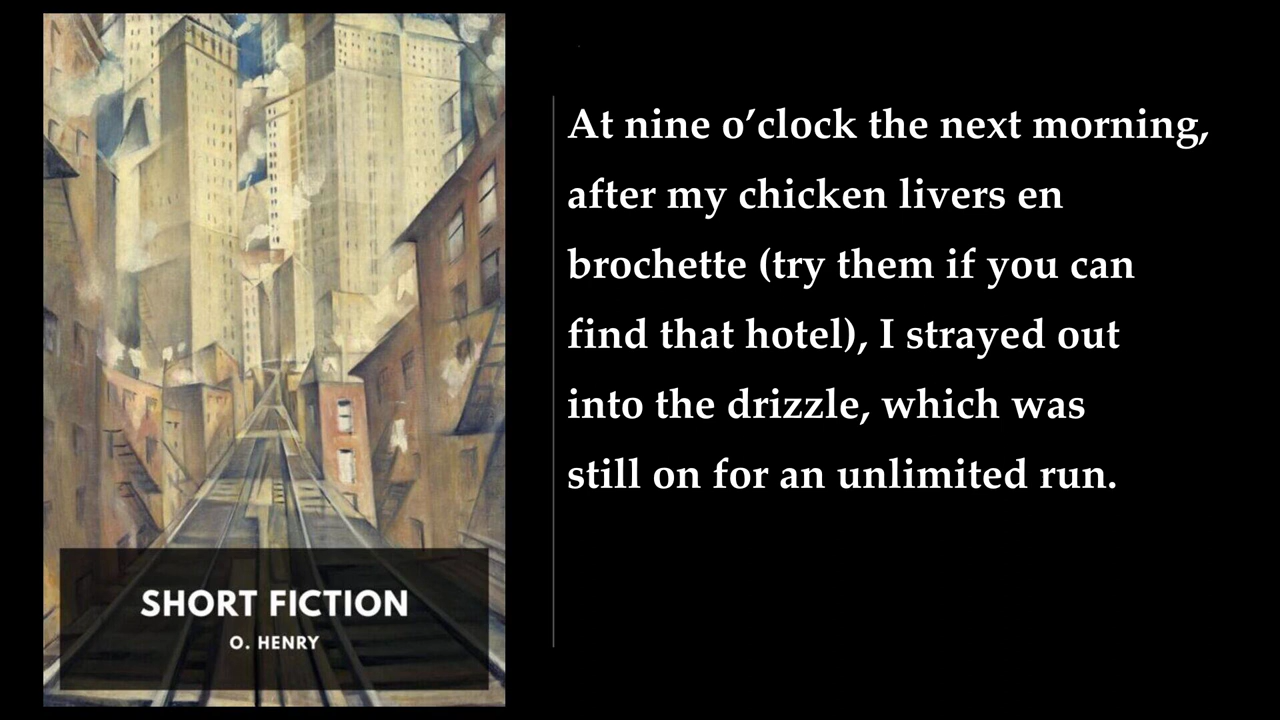 At nine o’clock the next morning,
after my chicken livers en
brochette (try them if you can
find that hotel), I strayed out
into the drizzle, which was
still on for an unlimited run.
SHORT FICTION
O. HENRY